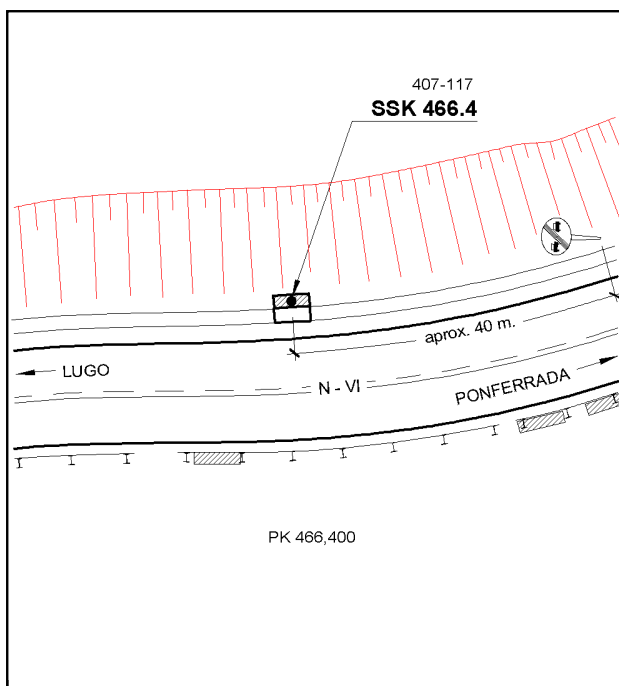 407-117
SSK 466.4
aprox. 40 m.
LUGO
N - VI
PONFERRADA
PK 466,400